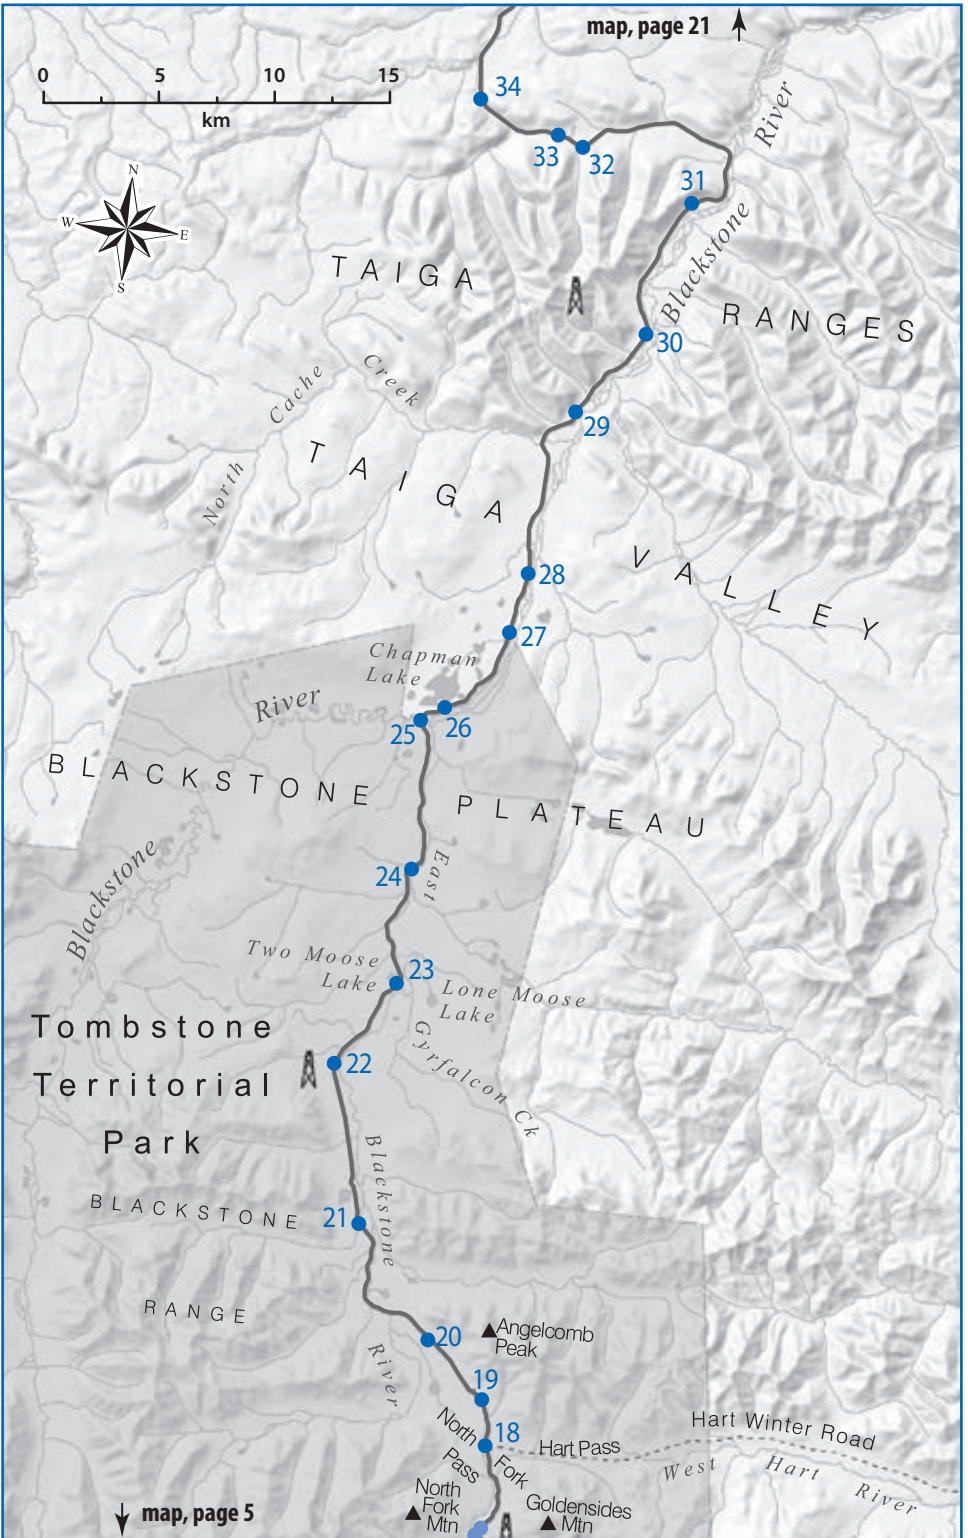 map, page 21
0 5 10 15
km
34
33
32
31
River
Blackstone
N
W
E
S
TAIGA
RANGES
30
Cache
Creek
North
29
TAIGA
VALLEY
28
27
Chapman
Lake
River
25
26
BLACKSTONE PLATEAU
Blackstone
24
East
Two Moose
Lake
23
Lone Moose
Lake
Gyrfalcon Ck
Tombstone
Territorial
Park
22
Blackstone
BLACKSTONE
21
RANGE
20
Angelcomb
Peak
River
19
North
Fork
Pass
18
Hart Pass
Hart Winter Road
West Hart River
North
Fork
Mtn
Goldensides
Mtn
map, page 5